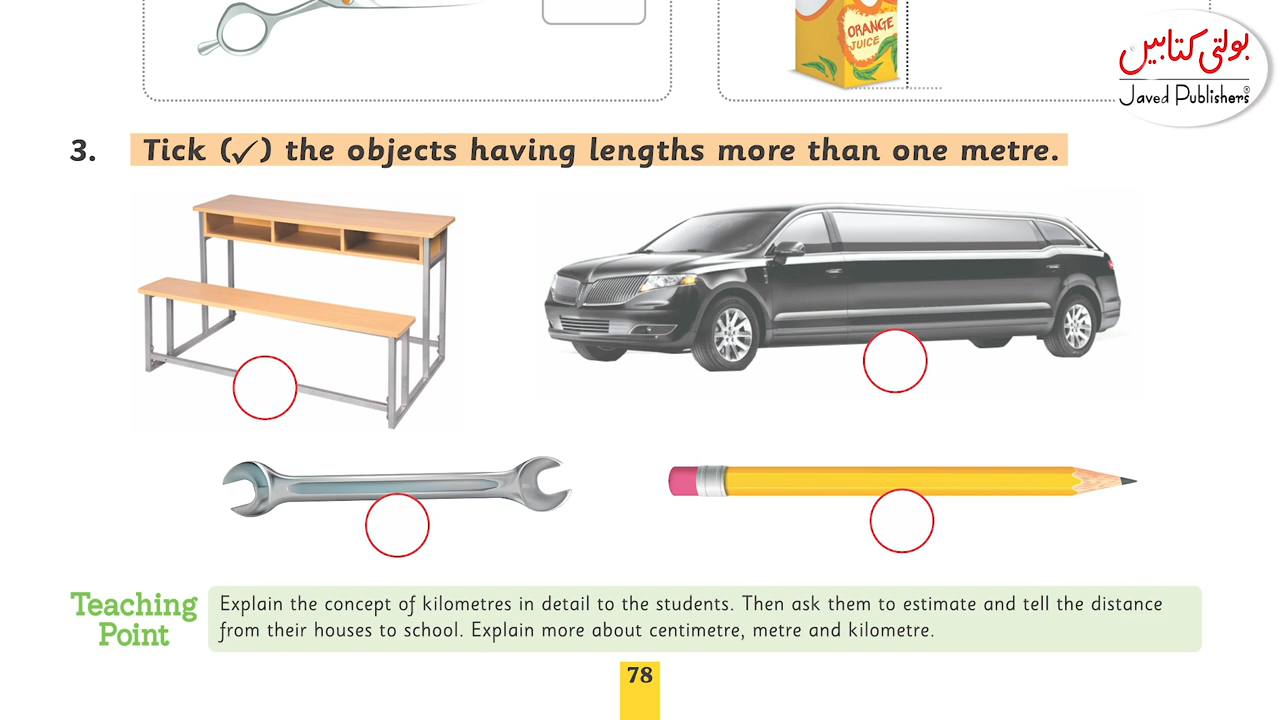 ORANGE
JUICE
بولتی کتابیں
Javed Publishers®
3. Tick (✓) the objects having lengths more than one metre.
Teaching
Point
Explain the concept of kilometres in detail to the students. Then ask them to estimate and tell the distance
from their houses to school. Explain more about centimetre, metre and kilometre.
78